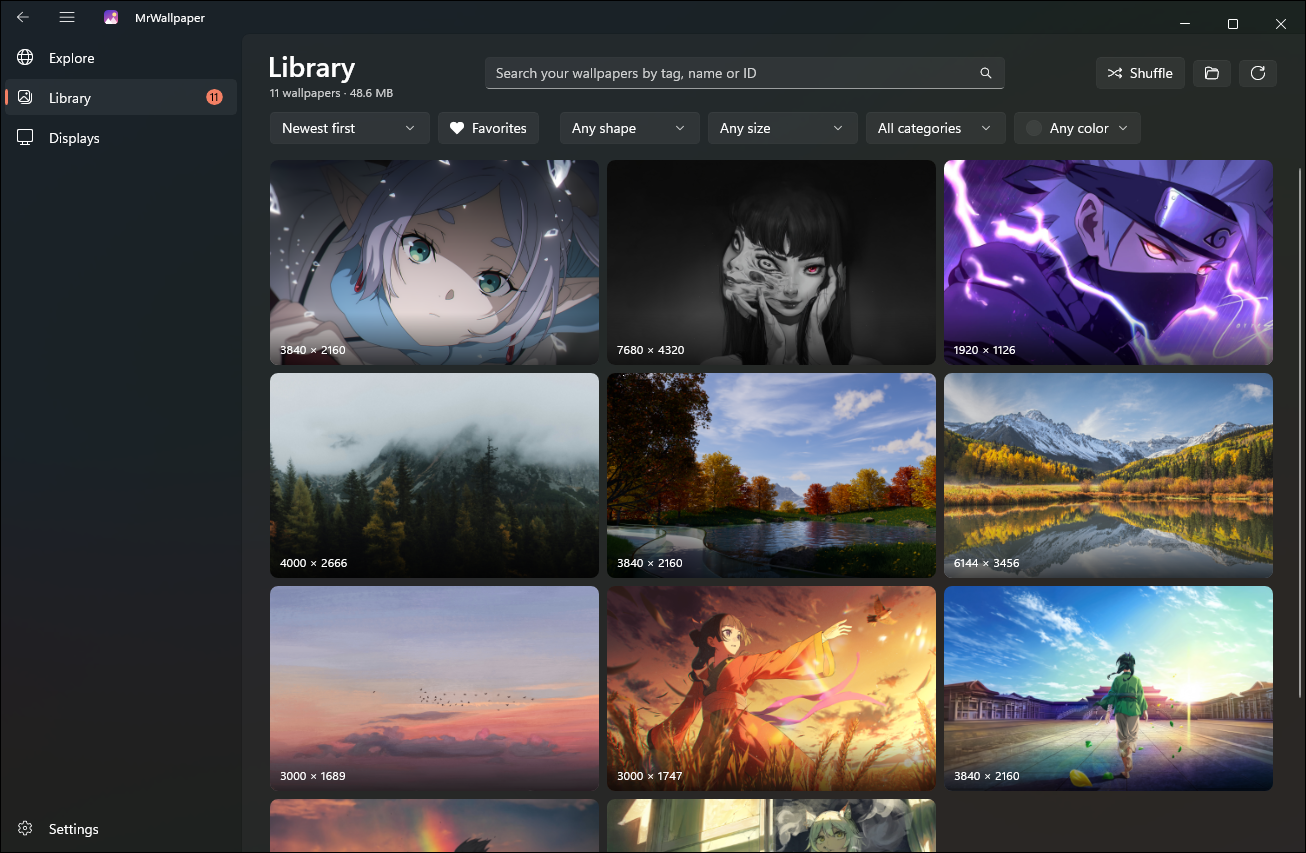 MrWallpaper
Explore
Library
11
Displays
Settings
Library
11 wallpapers · 48.6 MB
Search your wallpapers by tag, name or ID
Shuffle
Newest first
Favorites
Any shape
Any size
All categories
Any color
3840 × 2160
7680 × 4320
1920 × 1126
4000 × 2666
3840 × 2160
6144 × 3456
3000 × 1689
3000 × 1747
3840 × 2160